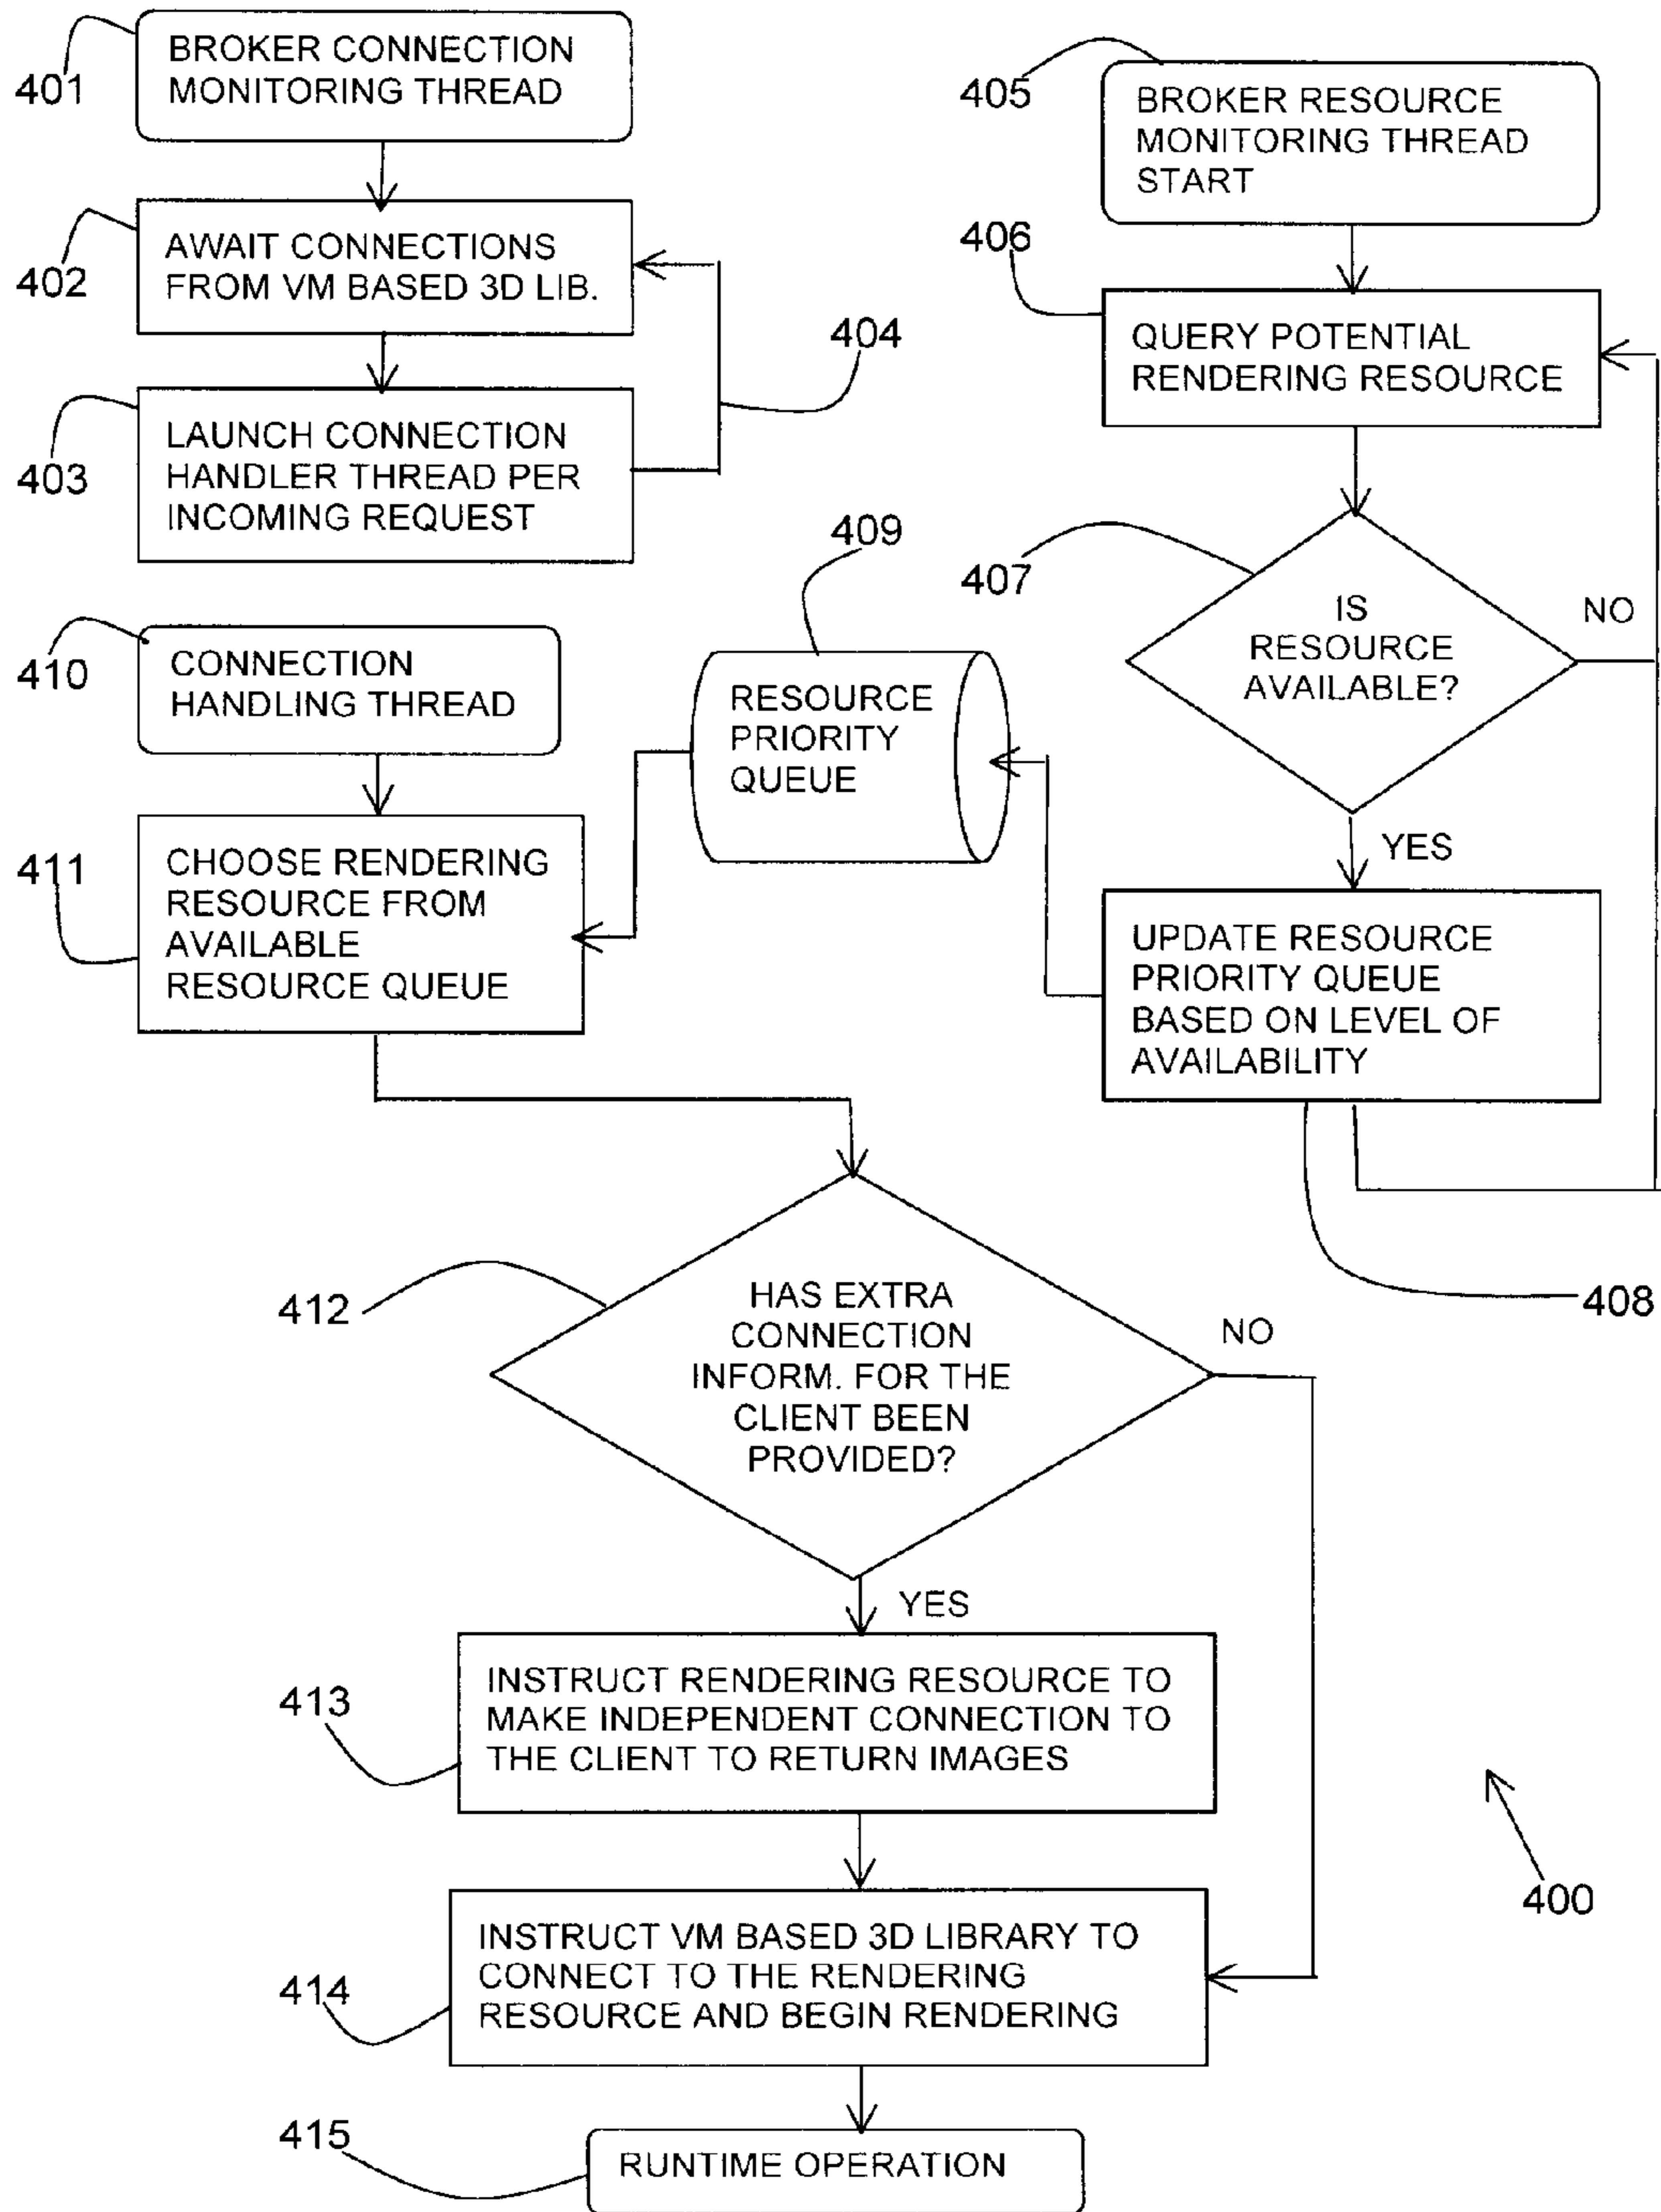 401
BROKER CONNECTION
MONITORING THREAD
402
AWAIT CONNECTIONS
FROM VM BASED 3D LIB.
404
403
LAUNCH CONNECTION
HANDLER THREAD PER
INCOMING REQUEST
405
BROKER RESOURCE
MONITORING THREAD
START
406
QUERY POTENTIAL
RENDERING RESOURCE
407
IS
RESOURCE
AVAILABLE?
NO
YES
409
RESOURCE
PRIORITY
QUEUE
UPDATE RESOURCE
PRIORITY QUEUE
BASED ON LEVEL OF
AVAILABILITY
408
410
CONNECTION
HANDLING THREAD
411
CHOOSE RENDERING
RESOURCE FROM
AVAILABLE
RESOURCE QUEUE
412
HAS EXTRA
CONNECTION
INFORM. FOR THE
CLIENT BEEN
PROVIDED?
NO
YES
413
INSTRUCT RENDERING RESOURCE TO
MAKE INDEPENDENT CONNECTION TO
THE CLIENT TO RETURN IMAGES
400
414
INSTRUCT VM BASED 3D LIBRARY TO
CONNECT TO THE RENDERING
RESOURCE AND BEGIN RENDERING
415
RUNTIME OPERATION